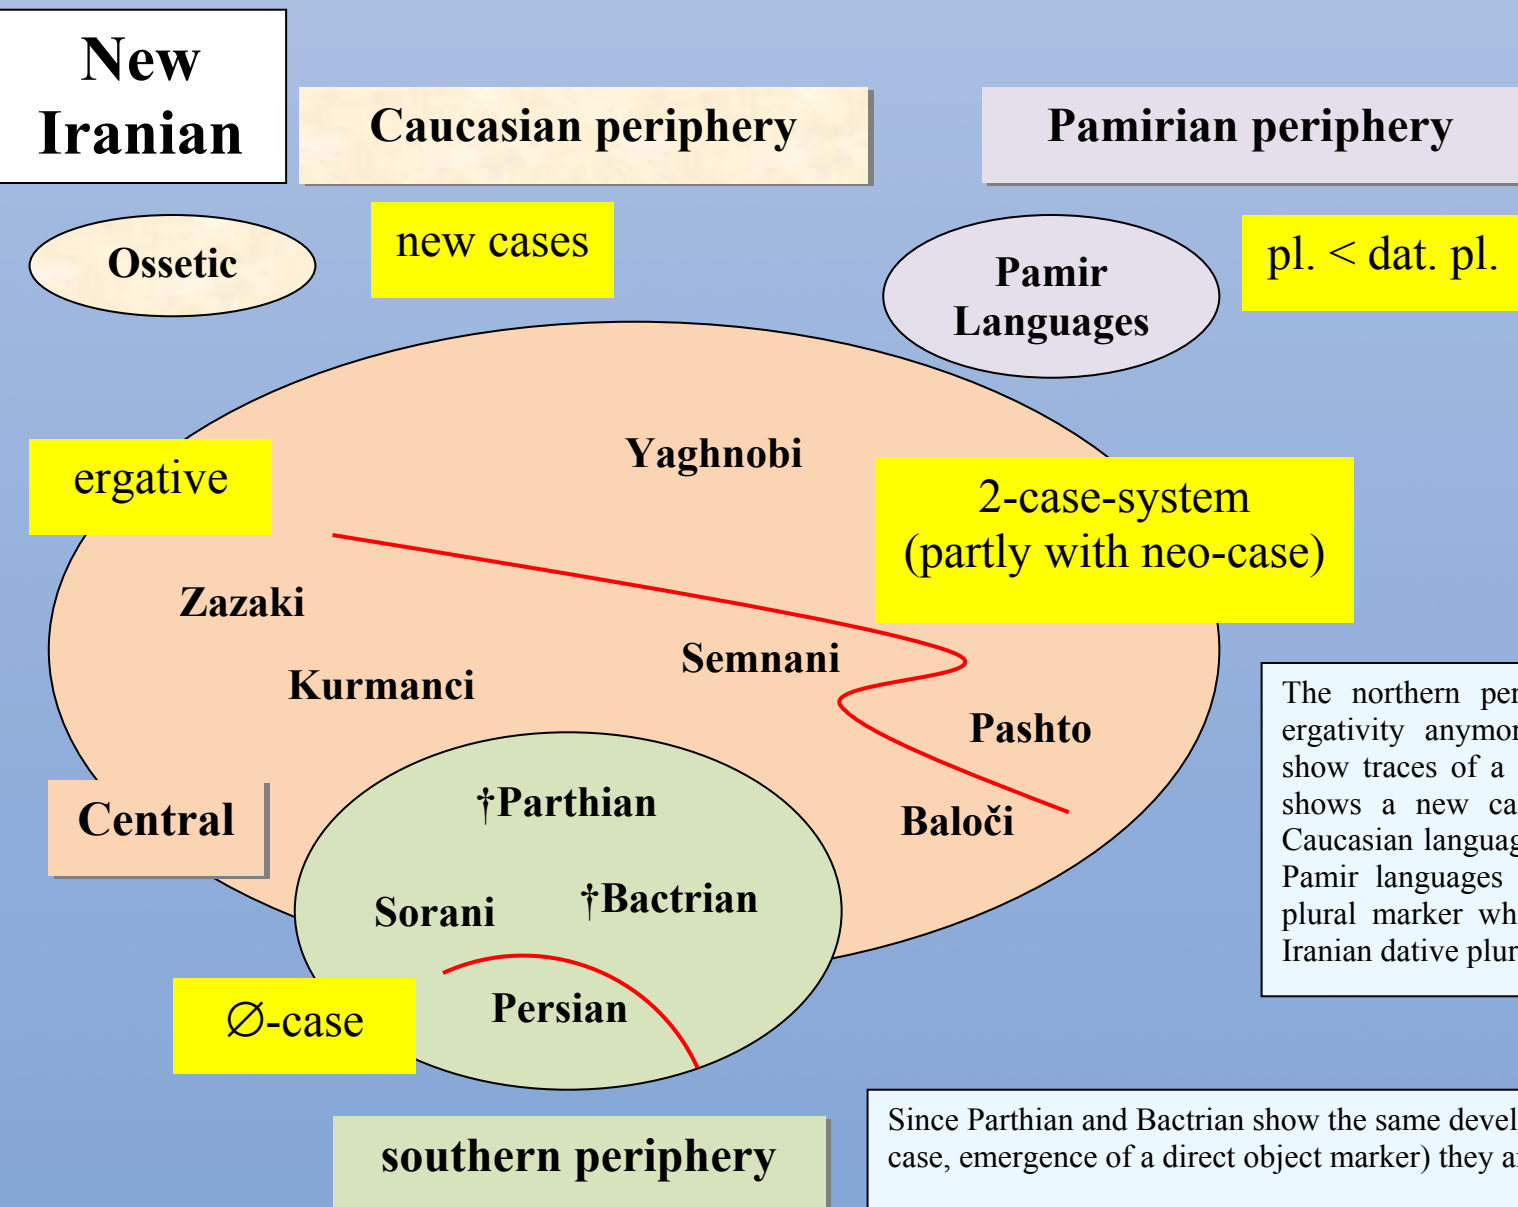 New
Iranian
Caucasian periphery
Pamirian periphery
Ossetic
new cases
Pamir
Languages
pl. < dat. pl.
Yaghnobi
ergative
2-case-system
(partly with neo-case)
Zazaki
Semnani
Kurmanci
Pashto
The northern per
ergativity anymor
show traces of a
shows a new ca
Caucasian languag
Pamir languages
plural marker wh
Iranian dative plur
Central
†Parthian
Baloči
Sorani
†Bactrian
Persian
∅-case
southern periphery
Since Parthian and Bactrian show the same devel
case, emergence of a direct object marker) they a